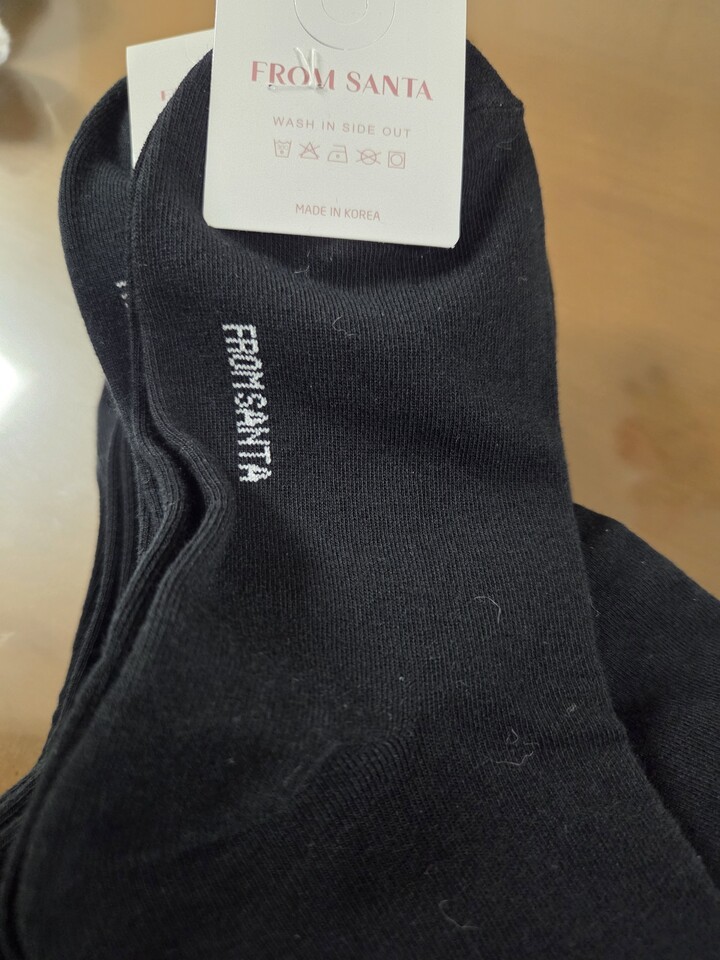 FROM SANTA
WASH IN SIDE OUT
MADE IN KOREA
FROMSANTA